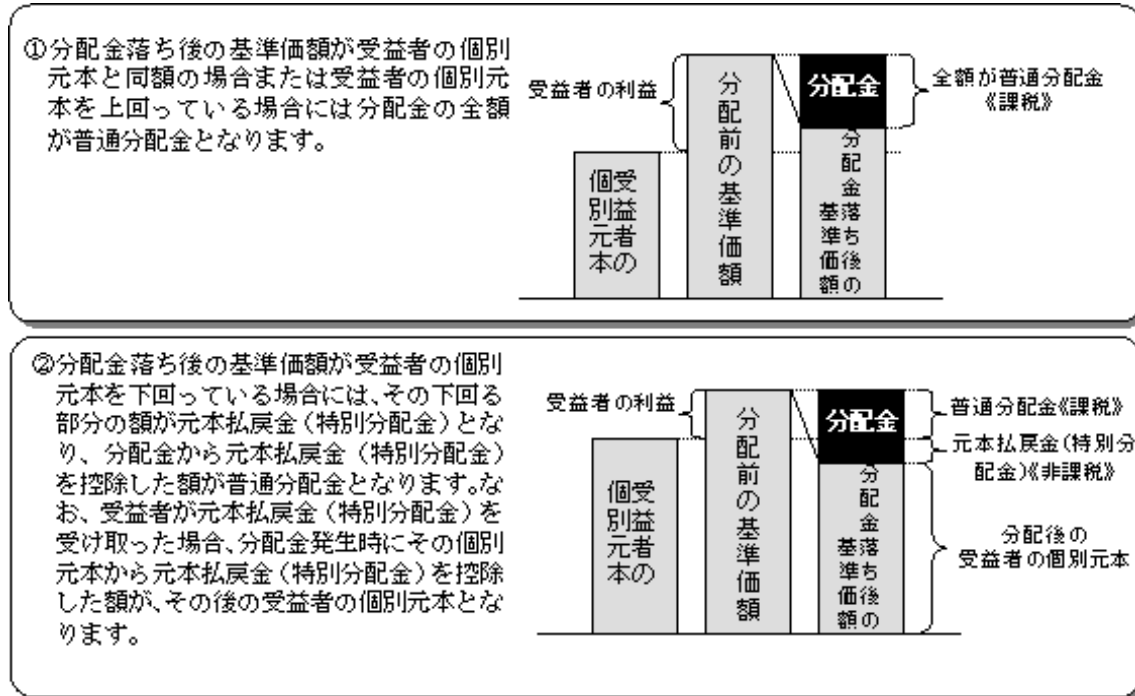 ①分配金落ち後の基準価額が受益者の個別
元本と同額の場合または受益者の個別元
本を上回っている場合には分配金の全額
が普通分配金となります。
受益者の利益
個別元本
受益者の
分配前の基準価額
分配金
分配金落ち後の
基準価額
全額が普通分配金
《課税》
②分配金落ち後の基準価額が受益者の個別
元本を下回っている場合には、その下回る
部分の額が元本払戻金（特別分配金）とな
り、分配金から元本払戻金（特別分配金）
を控除した額が普通分配金となります。な
お、受益者が元本払戻金（特別分配金）を
受け取った場合、分配金発生時にその個別
元本から元本払戻金（特別分配金）を控除
した額が、その後の受益者の個別元本とな
ります。
受益者の利益
受益者の
個別元本
分配前の基準価額
分配金
分配金落ち後の
基準価額
普通分配金《課税》
元本払戻金(特別分
配金)《非課税》
分配後の
受益者の個別元本